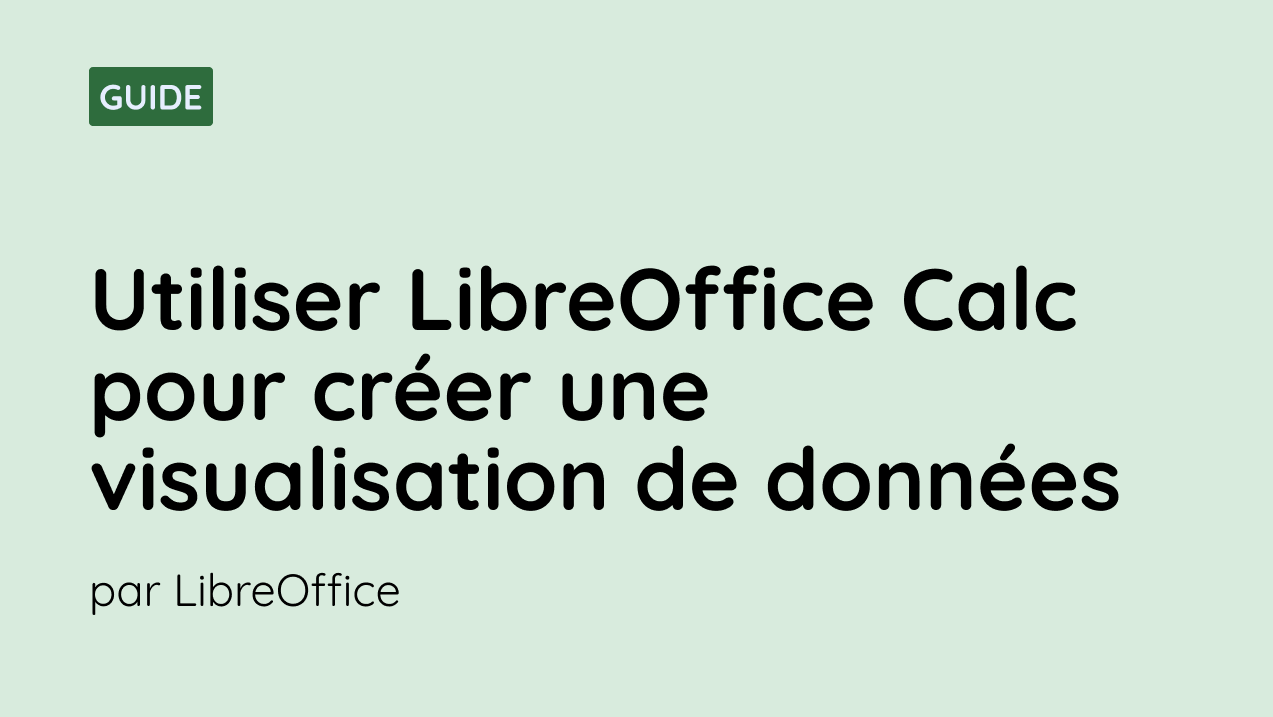 GUIDE
Utiliser LibreOffice Calc
pour créer une
visualisation de données
par LibreOffice